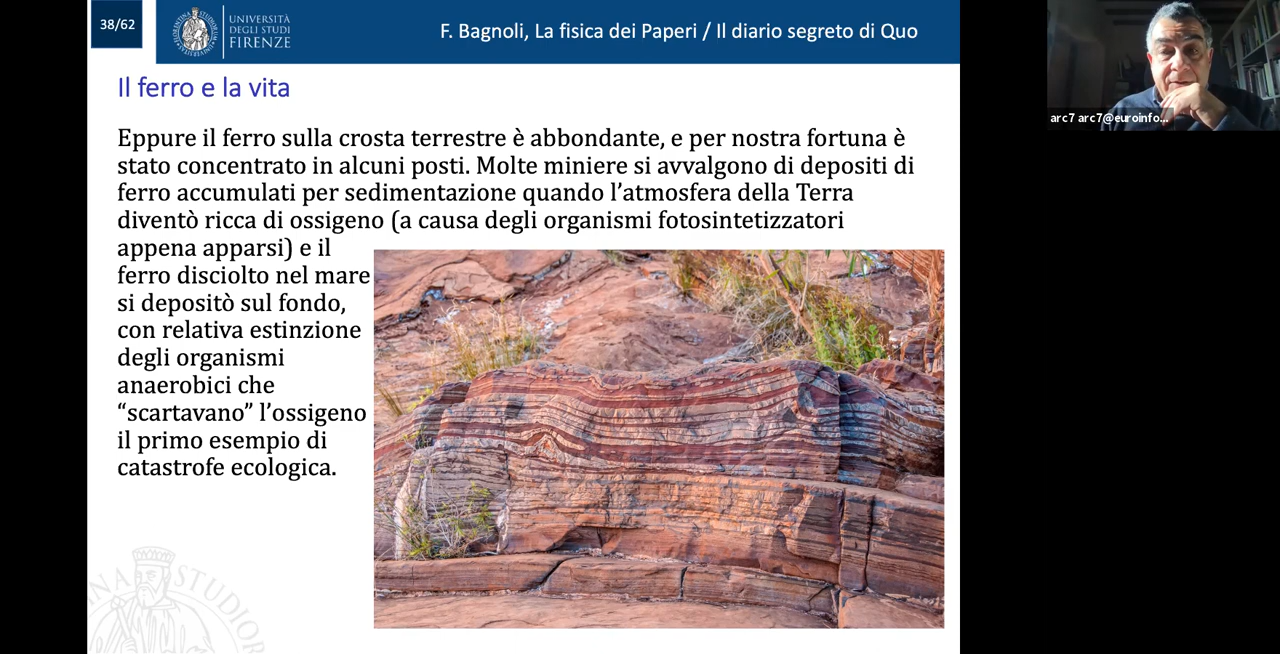 38/62
UNIVERSITÀ
DEGLI STUDI
FIRENZE
F. Bagnoli, La fisica dei Paperi / Il diario segreto di Quo
Il ferro e la vita
Eppure il ferro sulla crosta terrestre è abbondante, e per nostra fortuna è
stato concentrato in alcuni posti. Molte miniere si avvalgono di depositi di
ferro accumulati per sedimentazione quando l’atmosfera della Terra
diventò ricca di ossigeno (a causa degli organismi fotosintetizzatori
appena apparsi) e il
ferro disciolto nel mare
si depositò sul fondo,
con relativa estinzione
degli organismi
anaerobici che
“scartavano” l’ossigeno
il primo esempio di
catastrofe ecologica.
arc7 arc7@euroinfo...